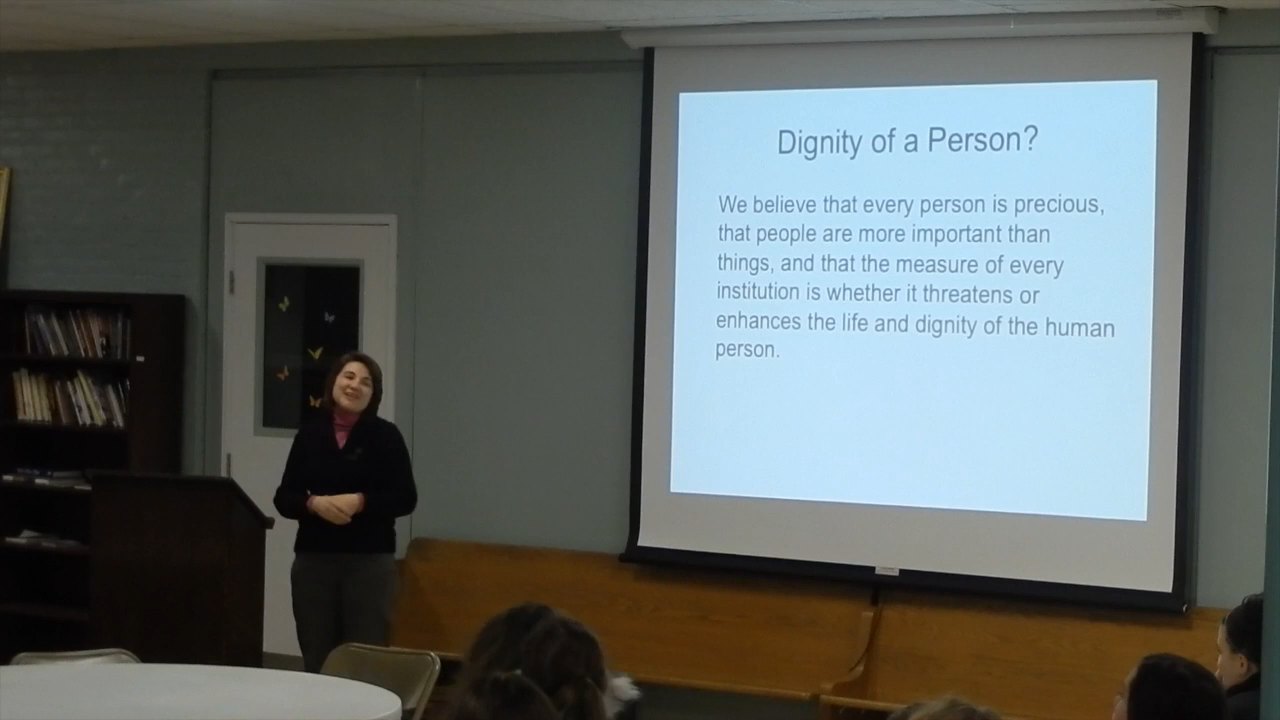 Dignity of a Person?
We believe that every person is precious,
that people are more important than
things, and that the measure of every
institution is whether it threatens or
enhances the life and dignity of the human
person.